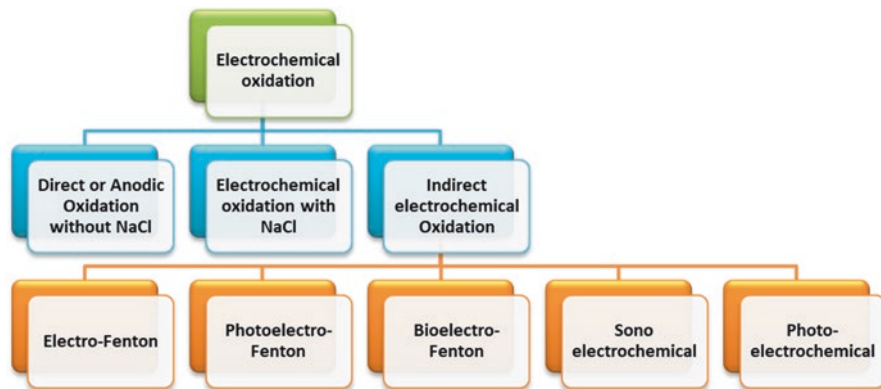 Electrochemical
oxidation
Direct or Anodic
Oxidation
without NaCl
Electrochemical
oxidation with
NaCl
Indirect
electrochemical
Oxidation
Electro-Fenton
Photoelectro-
Fenton
Bioelectro-
Fenton
Sono
electrochemical
Photo-
electrochemical